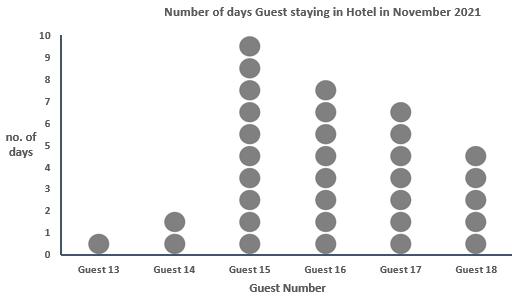 Number of days Guest staying in Hotel in November 2021
10
9
8
7
6
5
4
3
2
1
0
no. of
days
Guest 13 Guest 14 Guest 15 Guest 16 Guest 17 Guest 18
Guest Number